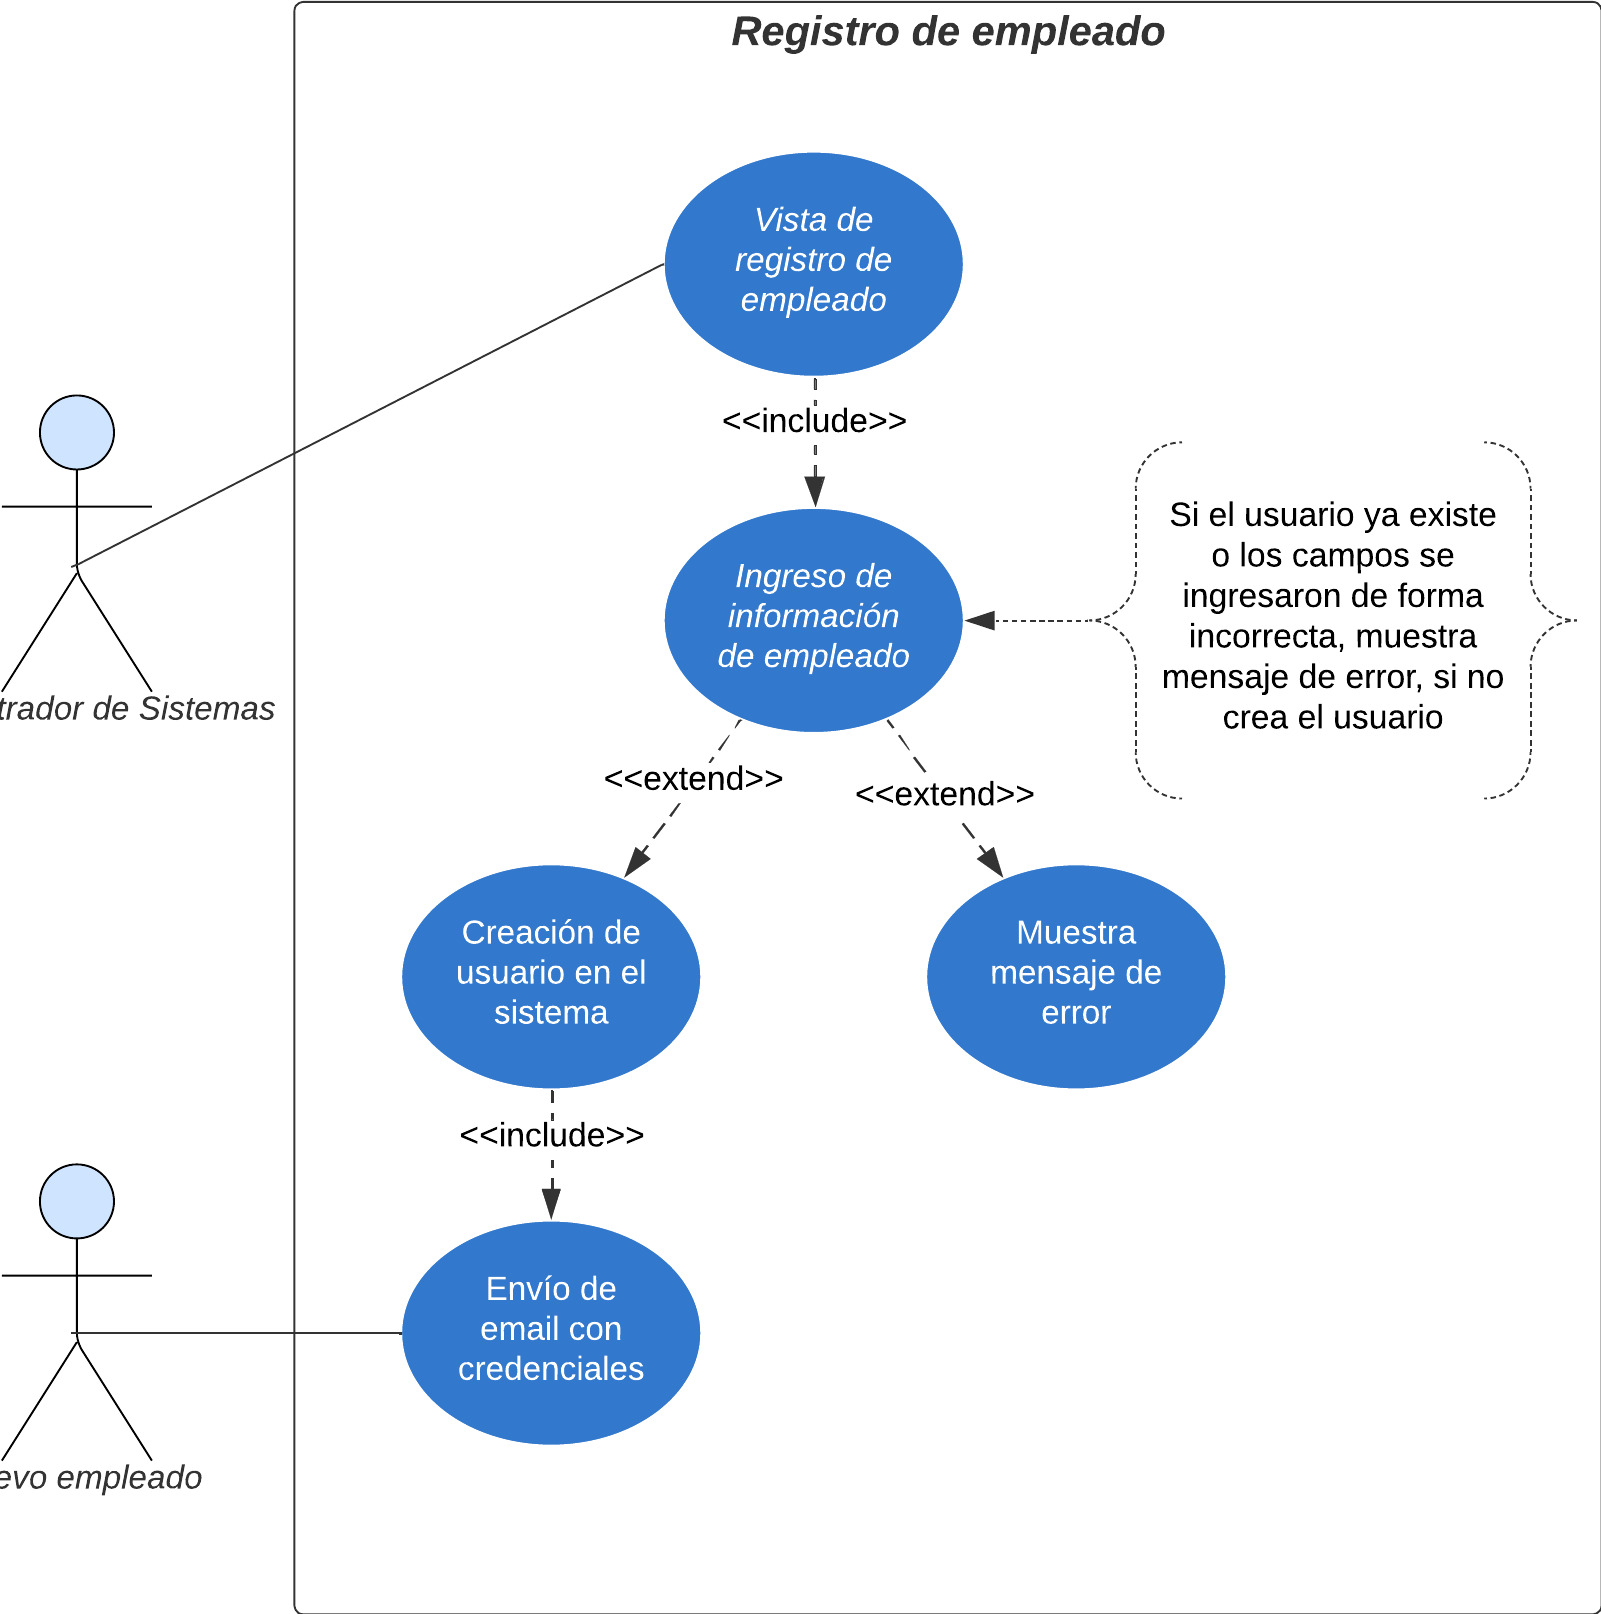 Registro de empleado
Vista de
registro de
empleado
<<include>>
Ingreso de
información
de empleado
Si el usuario ya existe
o los campos se
ingresaron de forma
incorrecta, muestra
mensaje de error, si no
crea el usuario
trador de Sistemas
<<extend>>
<<extend>>
Creación de
usuario en el
sistema
Muestra
mensaje de
error
<<include>>
Envío de
email con
credenciales
evo empleado